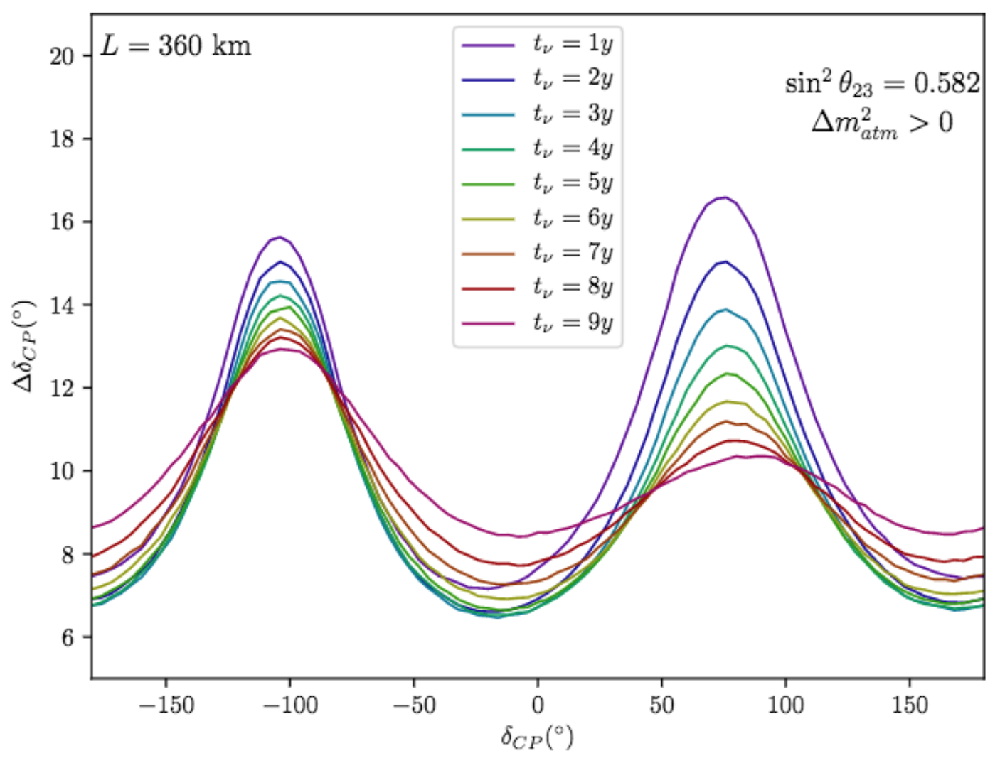 L = 360 km
sin² θ₂₃ = 0.582
Δm²ₐₜₘ > 0
t_ν = 1y
t_ν = 2y
t_ν = 3y
t_ν = 4y
t_ν = 5y
t_ν = 6y
t_ν = 7y
t_ν = 8y
t_ν = 9y
Δδ_CP(°)
20
18
16
14
12
10
8
6
−150 −100 −50 0 50 100 150
δ_CP(°)